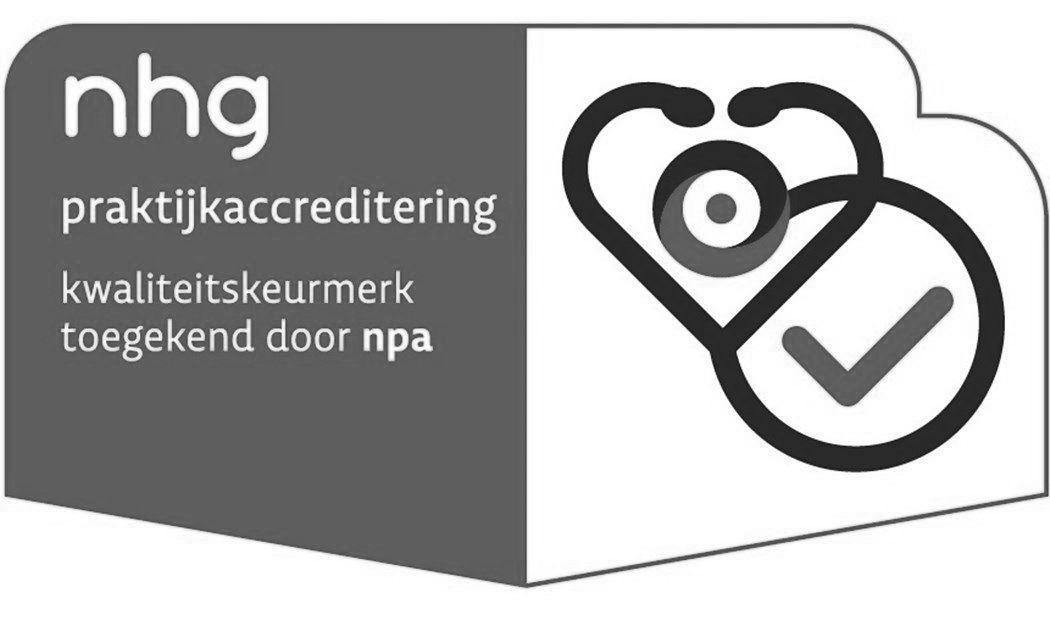 nhg
praktijkaccreditering
kwaliteitskeurmerk
toegekend door npa